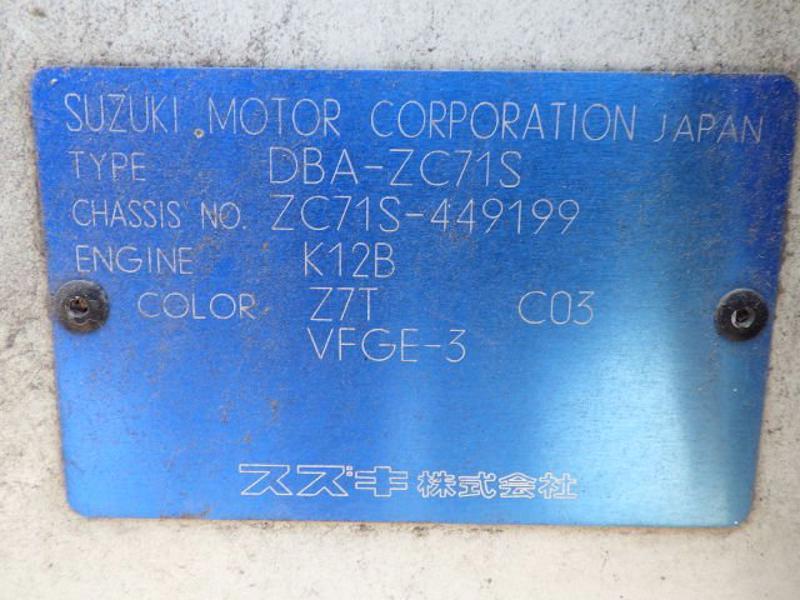 SUZUKI MOTOR CORPORATION JAPAN
TYPE DBA-ZC71S
CHASSIS NO. ZC71S-449199
ENGINE K12B
COLOR Z7T C03
VFGE-3
スズキ株式会社